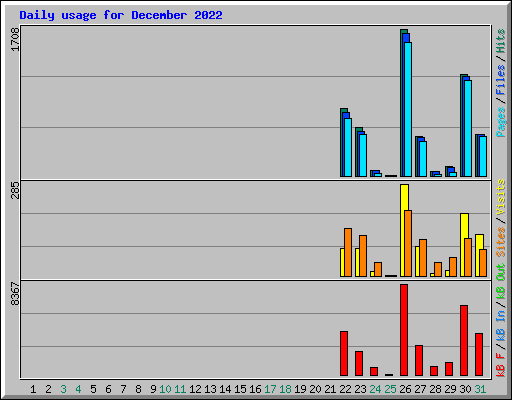 Daily usage for December 2022
1708
285
8367
Pages / Files / Hits
Sites / Visits
kB F / kB In / kB Out
1 2 3 4 5 6 7 8 9 10 11 12 13 14 15 16 17 18 19 20 21 22 23 24 25 26 27 28 29 30 31